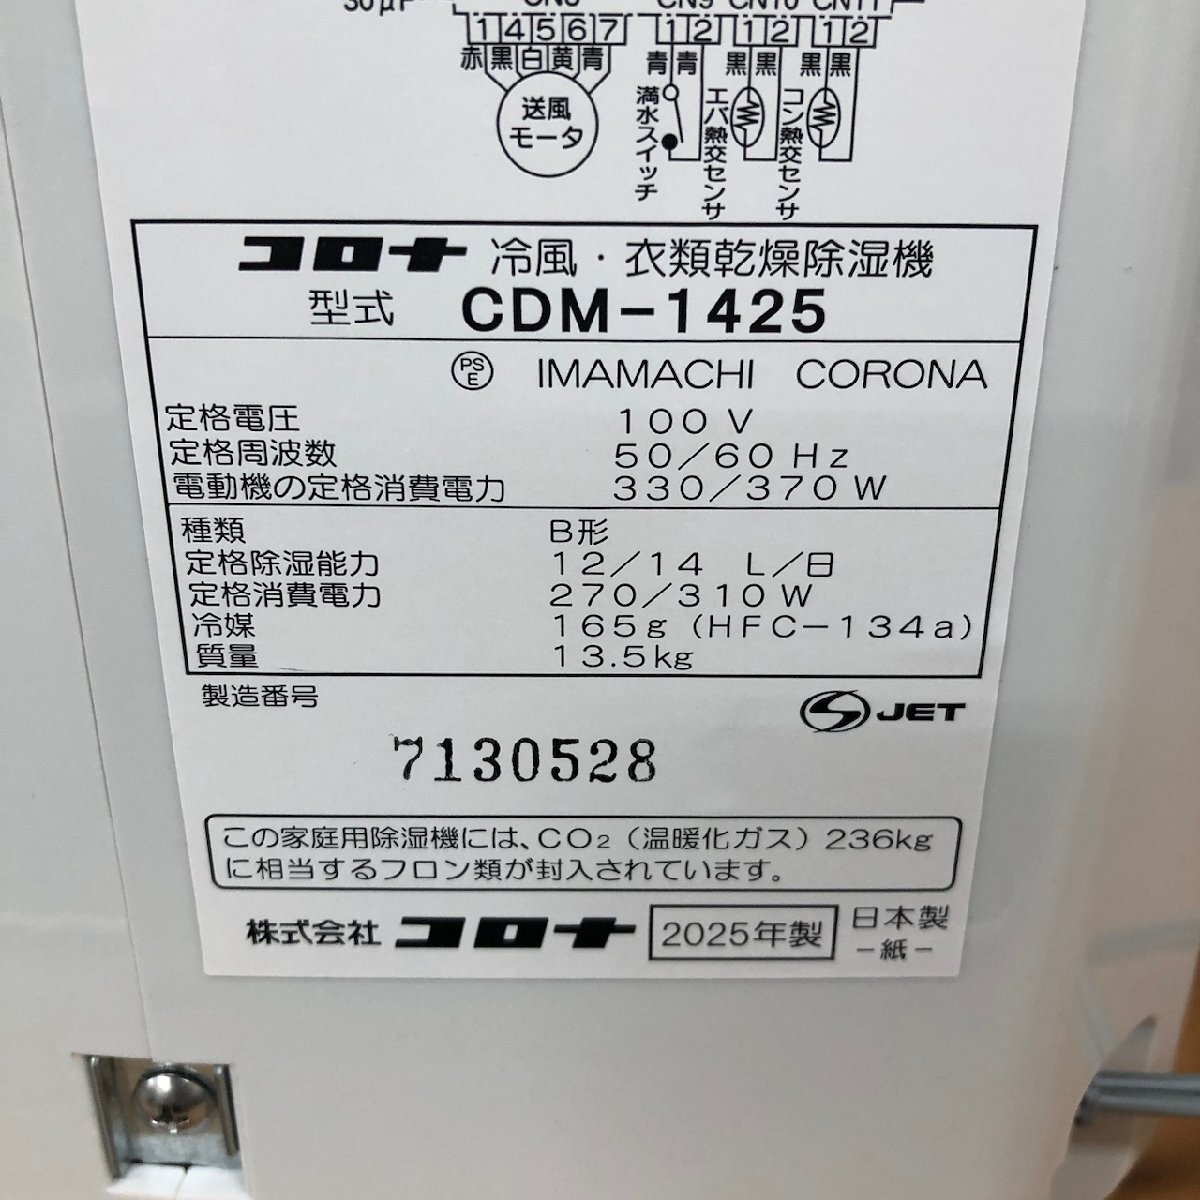 30μF
CN8 CN9 CN10 CN11
1 4 5 6 7 1 2 1 2 1 2
赤 黒 白 黄 青 青 青 黒 黒 黒 黒
送風
モータ
満水スイッチ
エバ熱交センサ
コン熱交センサ
コロナ 冷風・衣類乾燥除湿機
型式 CDM-1425
PS
E IMAMACHI CORONA
定格電圧 100V
定格周波数 50/60Hz
電動機の定格消費電力 330/370W
種類 B形
定格除湿能力 12/14 L/日
定格消費電力 270/310W
冷媒 165g (HFC-134a)
質量 13.5kg
製造番号
JET
7130528
この家庭用除湿機には、CO2(温暖化ガス)236kg
に相当するフロン類が封入されています。
株式会社 コロナ 2025年製 日本製
-紙-